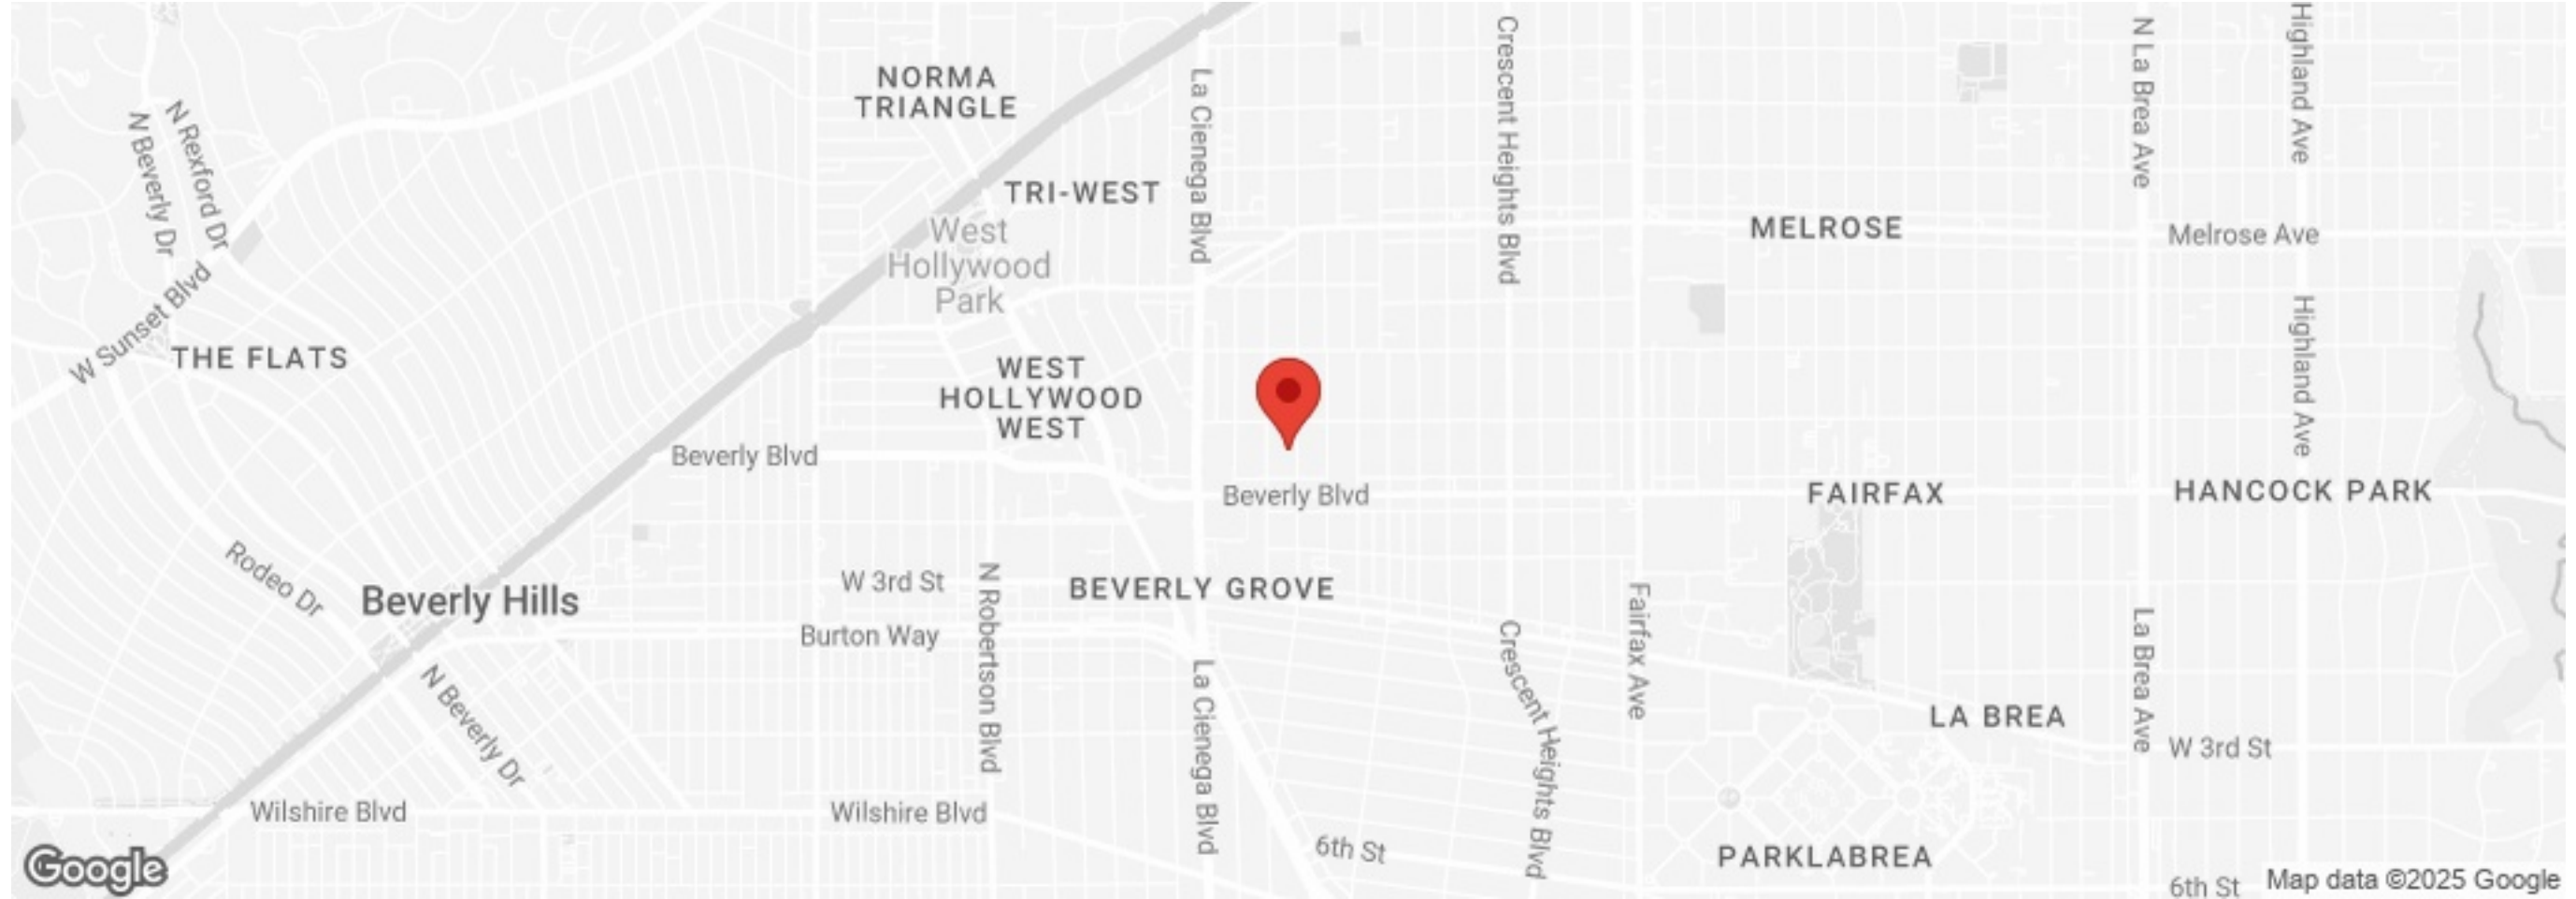 Crescent Heights Blvd
N La Brea Ave
Highland Ave
NORMA
TRIANGLE
La Cienega Blvd
N Rexford Dr
N Beverly Dr
TRI-WEST
West
Hollywood
Park
MELROSE
Melrose Ave
W Sunset Blvd
THE FLATS
WEST
HOLLYWOOD
WEST
Highland Ave
Beverly Blvd
Beverly Blvd
FAIRFAX
HANCOCK PARK
Rodeo Dr
Beverly Hills
W 3rd St
N Robertson Blvd
BEVERLY GROVE
Burton Way
Fairfax Ave
Crescent Heights Blvd
La Brea Ave
La Cienega Blvd
N Beverly Dr
LA BREA
W 3rd St
Wilshire Blvd
Wilshire Blvd
6th St
PARKLABREA
Google
6th St
Map data ©2025 Google